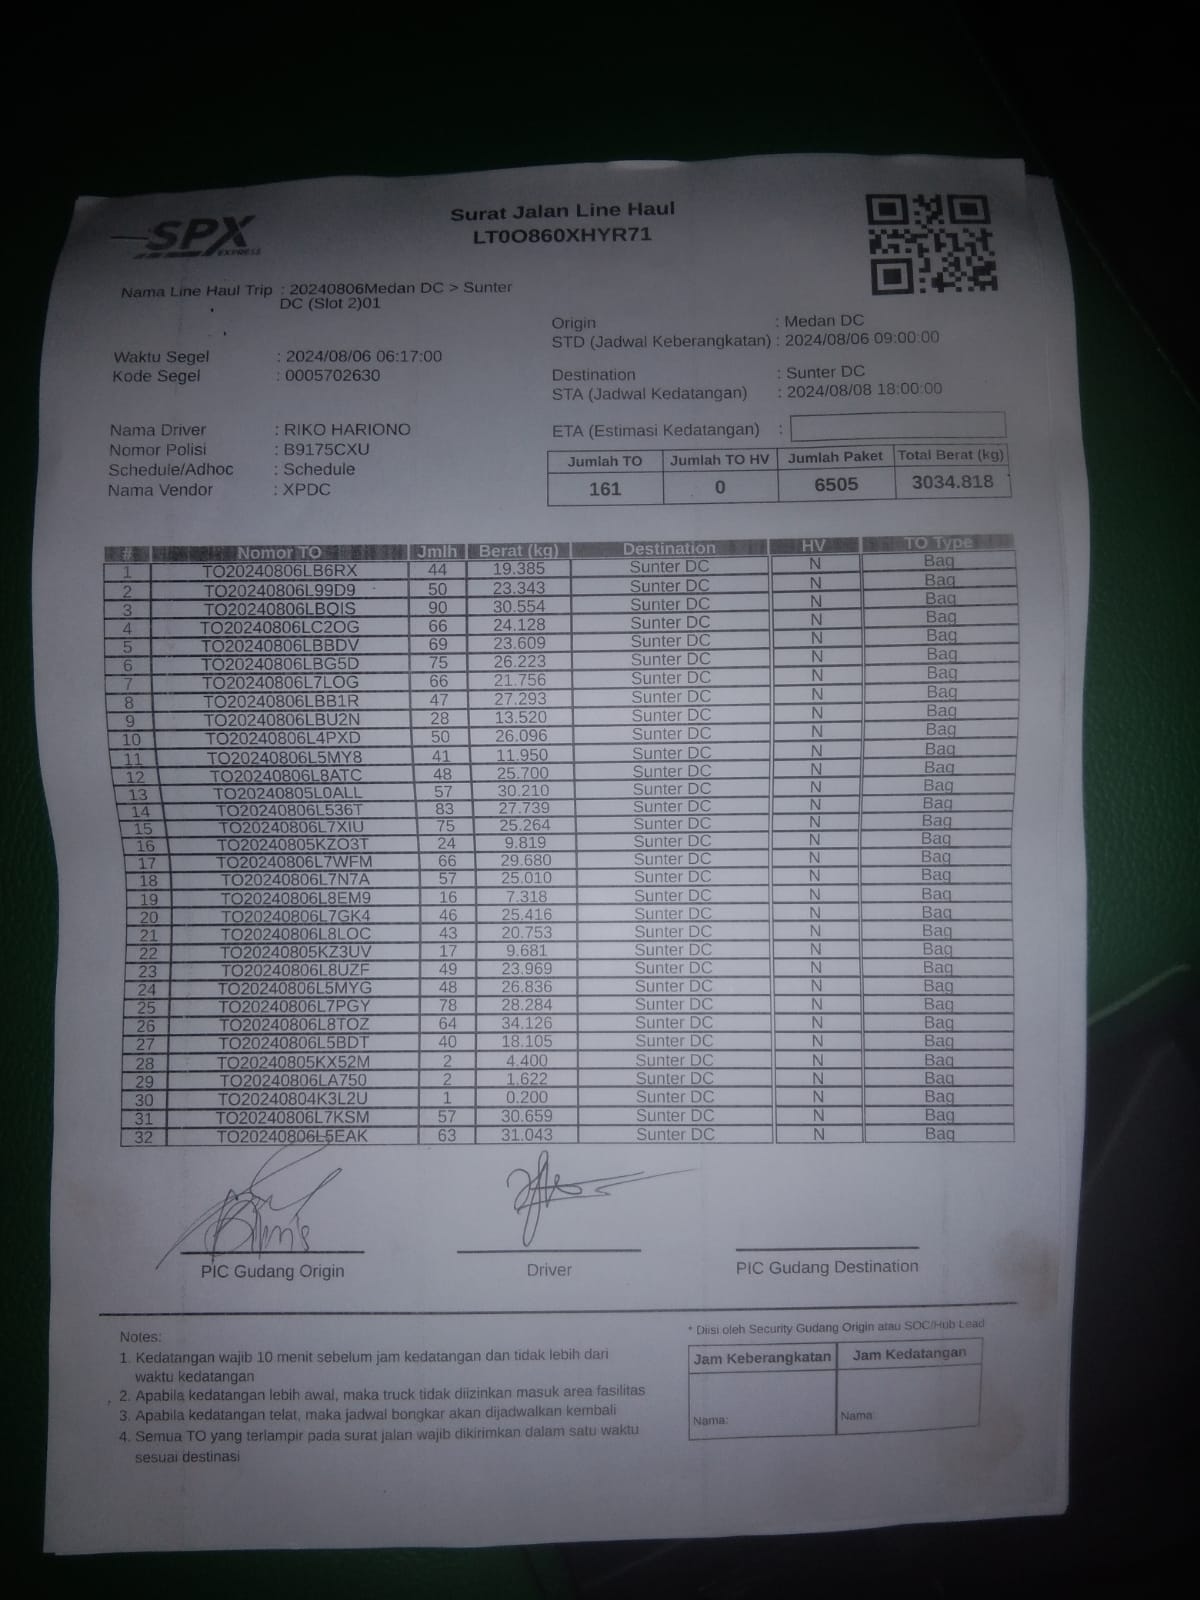 SPX
EXPRESS
Surat Jalan Line Haul
LT0O860XHYR71
Nama Line Haul Trip : 20240806Medan DC > Sunter
DC (Slot 2)01
Origin : Medan DC
STD (Jadwal Keberangkatan) : 2024/08/06 09:00:00
Waktu Segel : 2024/08/06 06:17:00
Kode Segel : 0005702630
Destination : Sunter DC
STA (Jadwal Kedatangan) : 2024/08/08 18:00:00
Nama Driver : RIKO HARIONO
Nomor Polisi : B9175CXU
Schedule/Adhoc : Schedule
Nama Vendor : XPDC
ETA (Estimasi Kedatangan) :
Jumlah TO Jumlah TO HV Jumlah Paket Total Berat (kg)
161 0 6505 3034.818
# Nomor TO Jmlh Berat (kg) Destination HV TO Type
1 TO20240806LB6RX 44 19.385 Sunter DC N Bag
2 TO20240806L99D9 50 23.343 Sunter DC N Bag
3 TO20240806LBQIS 90 30.554 Sunter DC N Bag
4 TO20240806LC2OG 66 24.128 Sunter DC N Bag
5 TO20240806LBBDV 69 23.609 Sunter DC N Bag
6 TO20240806LBG5D 75 26.223 Sunter DC N Bag
7 TO20240806L7LOG 66 21.756 Sunter DC N Bag
8 TO20240806LBB1R 47 27.293 Sunter DC N Bag
9 TO20240806LBU2N 28 13.520 Sunter DC N Bag
10 TO20240806L4PXD 50 26.096 Sunter DC N Bag
11 TO20240806L5MY8 41 11.950 Sunter DC N Bag
12 TO20240806L8ATC 48 25.700 Sunter DC N Bag
13 TO20240805L0ALL 57 30.210 Sunter DC N Bag
14 TO20240806L536T 83 27.739 Sunter DC N Bag
15 TO20240806L7XIU 75 25.264 Sunter DC N Bag
16 TO20240805KZO3T 24 9.819 Sunter DC N Bag
17 TO20240806L7WFM 66 29.680 Sunter DC N Bag
18 TO20240806L7N7A 57 25.010 Sunter DC N Bag
19 TO20240806L8EM9 16 7.318 Sunter DC N Bag
20 TO20240806L7GK4 46 25.416 Sunter DC N Bag
21 TO20240806L8LOC 43 20.753 Sunter DC N Bag
22 TO20240805KZ3UV 17 9.681 Sunter DC N Bag
23 TO20240806L8UZF 49 23.969 Sunter DC N Bag
24 TO20240806L5MYG 48 26.836 Sunter DC N Bag
25 TO20240806L7PGY 78 28.284 Sunter DC N Bag
26 TO20240806L8TOZ 64 34.126 Sunter DC N Bag
27 TO20240806L5BDT 40 18.105 Sunter DC N Bag
28 TO20240805KX52M 2 4.400 Sunter DC N Bag
29 TO20240806LA750 2 1.622 Sunter DC N Bag
30 TO20240804K3L2U 1 0.200 Sunter DC N Bag
31 TO20240806L7KSM 57 30.659 Sunter DC N Bag
32 TO20240806L5EAK 63 31.043 Sunter DC N Bag
PIC Gudang Origin Driver PIC Gudang Destination
Notes:
1. Kedatangan wajib 10 menit sebelum jam kedatangan dan tidak lebih dari
waktu kedatangan
2. Apabila kedatangan lebih awal, maka truck tidak diizinkan masuk area fasilitas
3. Apabila kedatangan telat, maka jadwal bongkar akan dijadwalkan kembali
4. Semua TO yang terlampir pada surat jalan wajib dikirimkan dalam satu waktu
sesuai destinasi
* Diisi oleh Security Gudang Origin atau SOC/Hub Lead
Jam Keberangkatan Jam Kedatangan
Nama: Nama: